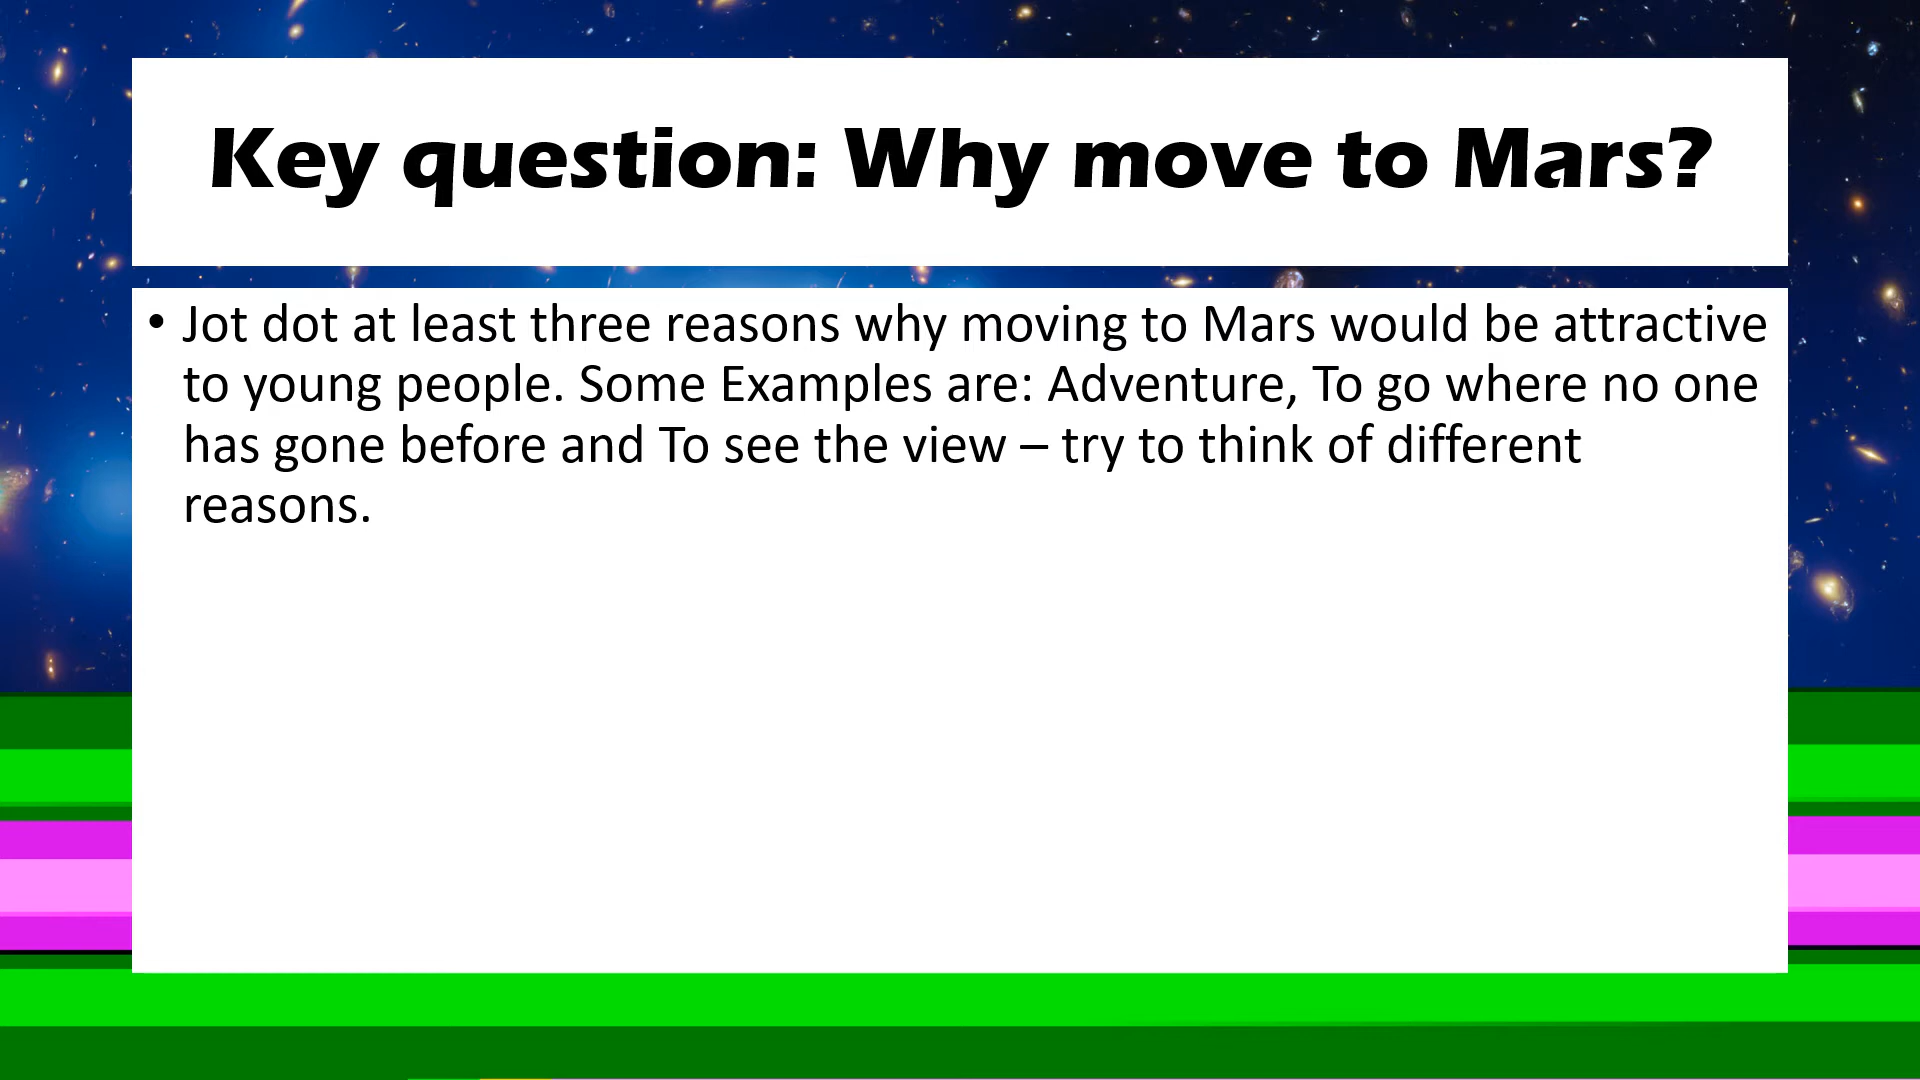 Key question: Why move to Mars?
• Jot dot at least three reasons why moving to Mars would be attractive
to young people. Some Examples are: Adventure, To go where no one
has gone before and To see the view – try to think of different
reasons.